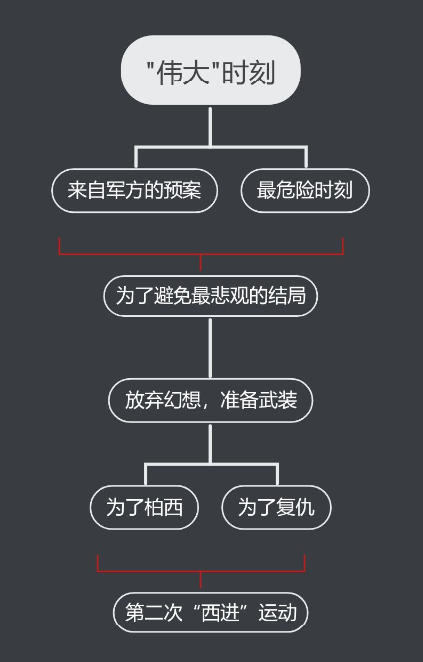 "伟大"时刻
来自军方的预案
最危险时刻
为了避免最悲观的结局
放弃幻想，准备武装
为了柏西
为了复仇
第二次“西进”运动